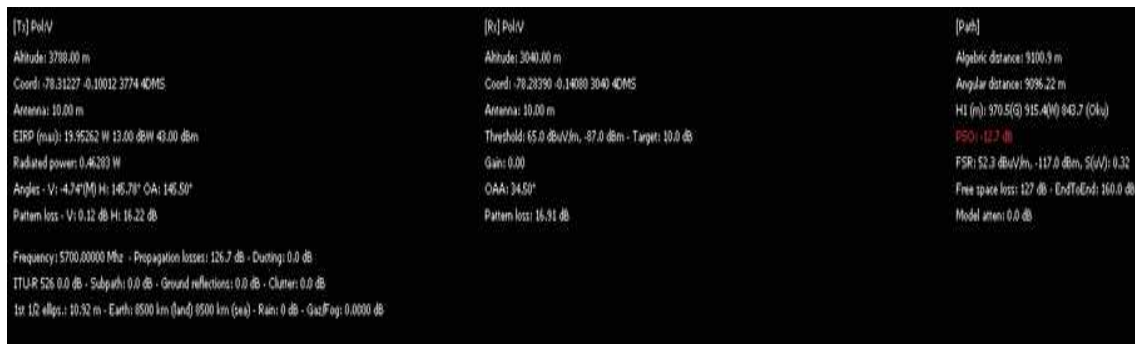 [Tx] Pol:V
Altitude: 3788.00 m
Coord: -78.31227 -0.10012 3774 4DMS
Antenna: 10.00 m
EIRP (max): 19.95262 W 13.00 dBW 43.00 dBm
Radiated power: 0.46283 W
Angles - V: -4.74°(M) H: 145.78° OA: 145.50°
Pattern loss - V: 0.12 dB H: 16.22 dB
Frequency: 5700.00000 Mhz - Propagation losses: 126.7 dB - Ducting: 0.0 dB
ITU-R 526 0.0 dB - Subpath: 0.0 dB - Ground reflections: 0.0 dB - Clutter: 0.0 dB
1st 1/2 ellips.: 10.92 m - Earth: 8500 km (land) 8500 km (sea) - Rain: 0 dB - Gaz/Fog: 0.0000 dB
[Rx] Pol:V
Altitude: 3040.00 m
Coord: -78.28390 -0.14080 3040 4DMS
Antenna: 10.00 m
Threshold: 65.0 dBuV/m, -87.0 dBm - Target: 10.0 dB
Gain: 0.00
OAA: 34.50°
Pattern loss: 16.91 dB
[Path]
Algebric distance: 9100.9 m
Angular distance: 9096.22 m
H1 (m): 970.5(G) 915.4(W) 843.7 (Oku)
PSO: -12.7 dB
FSR: 52.3 dBuV/m, -117.0 dBm, S(uV): 0.32
Free space loss: 127 dB - EndToEnd: 160.0 dB
Model atten: 0.0 dB